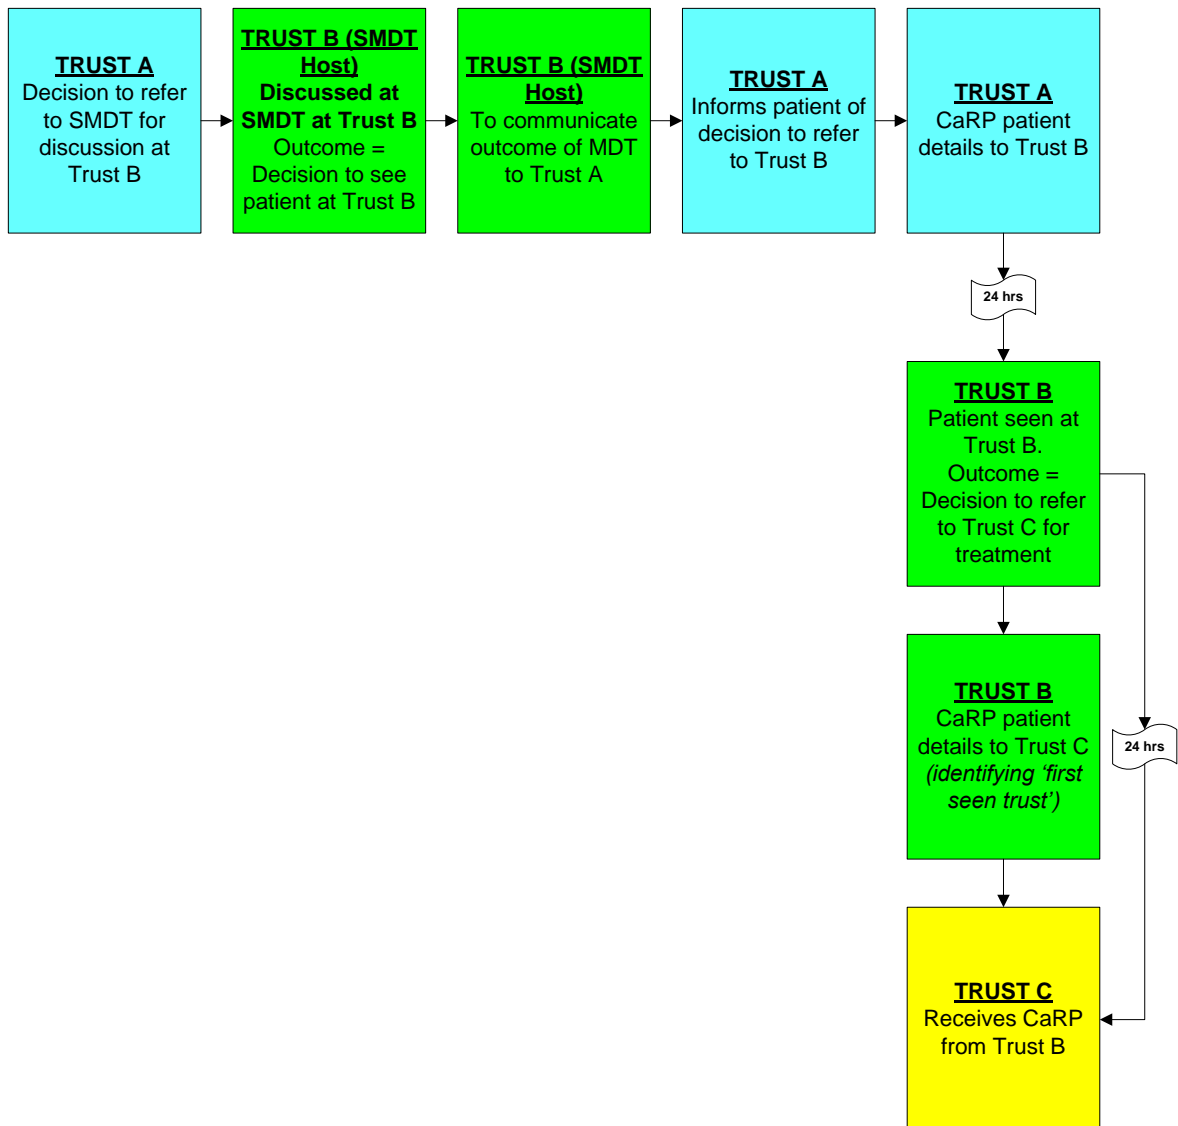 TRUST A
Decision to refer
to SMDT for
discussion at
Trust B
TRUST B (SMDT
Host)
Discussed at
SMDT at Trust B
Outcome =
Decision to see
patient at Trust B
TRUST B (SMDT
Host)
To communicate
outcome of MDT
to Trust A
TRUST A
Informs patient of
decision to refer
to Trust B
TRUST A
CaRP patient
details to Trust B
24 hrs
TRUST B
Patient seen at
Trust B.
Outcome =
Decision to refer
to Trust C for
treatment
TRUST B
CaRP patient
details to Trust C
(identifying ‘first
seen trust’)
24 hrs
TRUST C
Receives CaRP
from Trust B